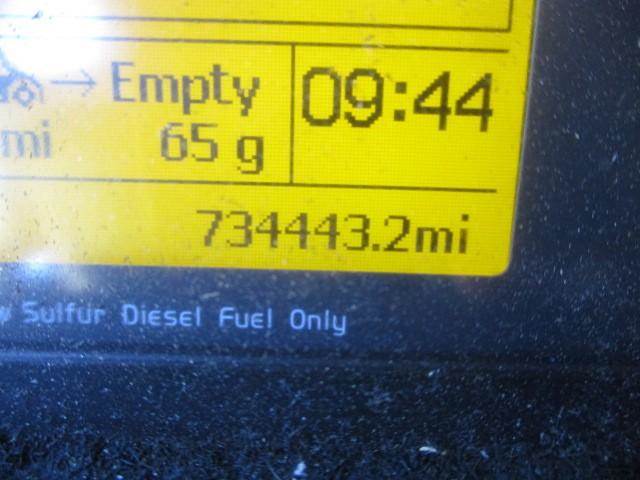 → Empty
mi 65 g
09:44
734443.2mi
w Sulfur Diesel Fuel Only